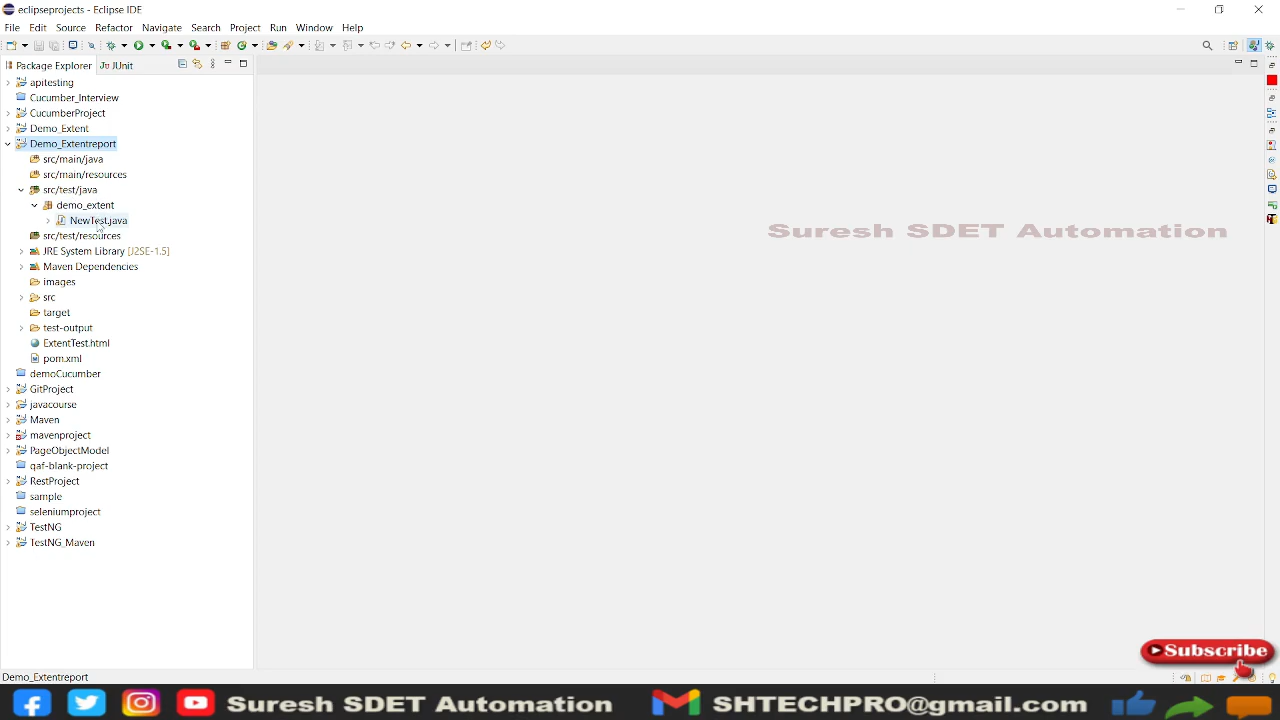 eclipseprojects - Eclipse IDE
File Edit Source Refactor Navigate Search Project Run Window Help
Package Explorer JUnit
apitesting
Cucumber_Interview
CucumberProject
Demo_Extent
Demo_Extentreport
src/main/java
src/main/resources
src/test/java
demo_extent
NewTest.java
src/test/resources
JRE System Library [J2SE-1.5]
Maven Dependencies
images
src
target
test-output
ExtentTest.html
pom.xml
demoCucumber
GitProject
javacourse
Maven
mavenproject
PageObjectModel
qaf-blank-project
RestProject
sample
seleniumproject
TestNG
TestNG_Maven
Suresh SDET Automation
Subscribe
Demo_Extentreport
Suresh SDET Automation SHTECHPRO@gmail.com